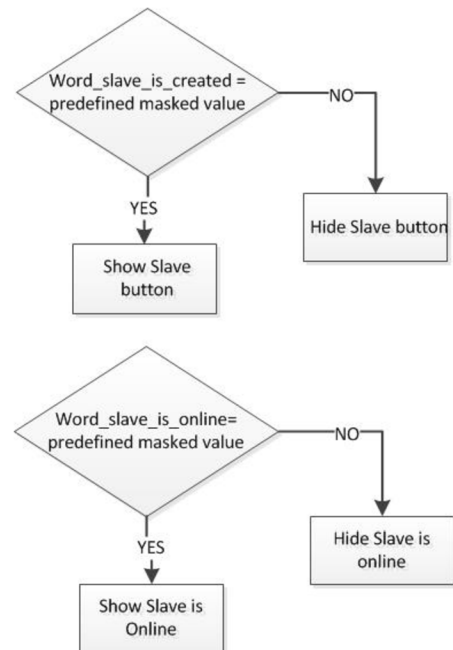 Word_slave_is_created =
predefined masked value
NO
YES
Hide Slave button
Show Slave
button
Word_slave_is_online=
predefined masked value
NO
YES
Hide Slave is
online
Show Slave is
Online